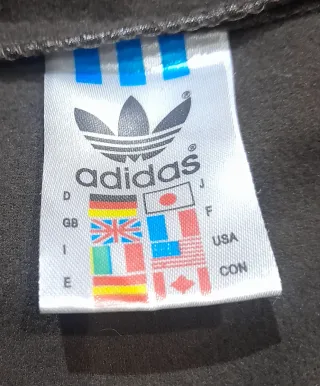 ®
adidas®
D J
GB F
I USA
E CON